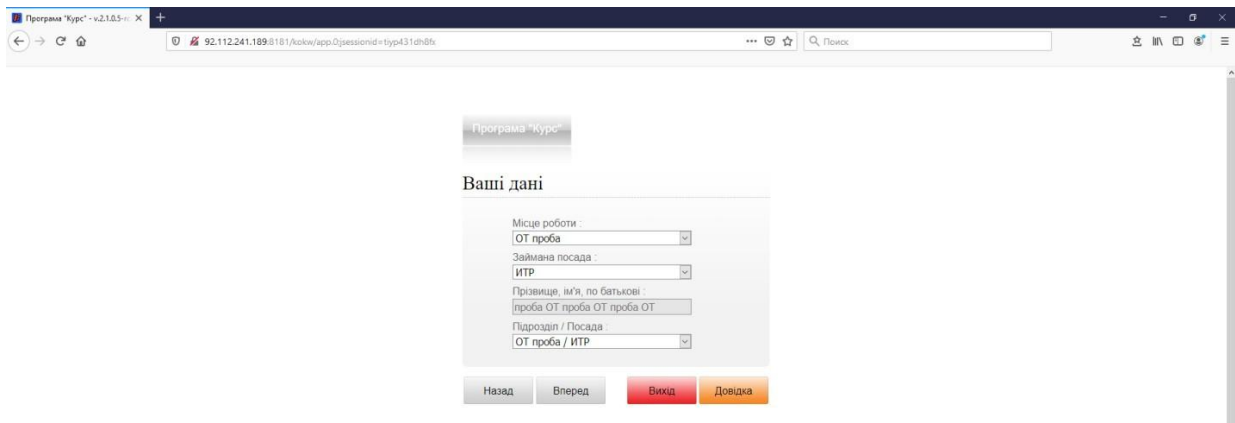 Програма "Курс" - v.2.1.0.5-
92.112.241.189:8181/kokw/app.0;jsessionid=tiyp431dh8fx
Поиск
Програма "Курс"
Ваші дані
Місце роботи :
ОТ проба
Займана посада :
ИТР
Прізвище, ім'я, по батькові :
проба ОТ проба ОТ проба ОТ
Підрозділ / Посада :
ОТ проба / ИТР
Назад Вперед Вихід Довідка